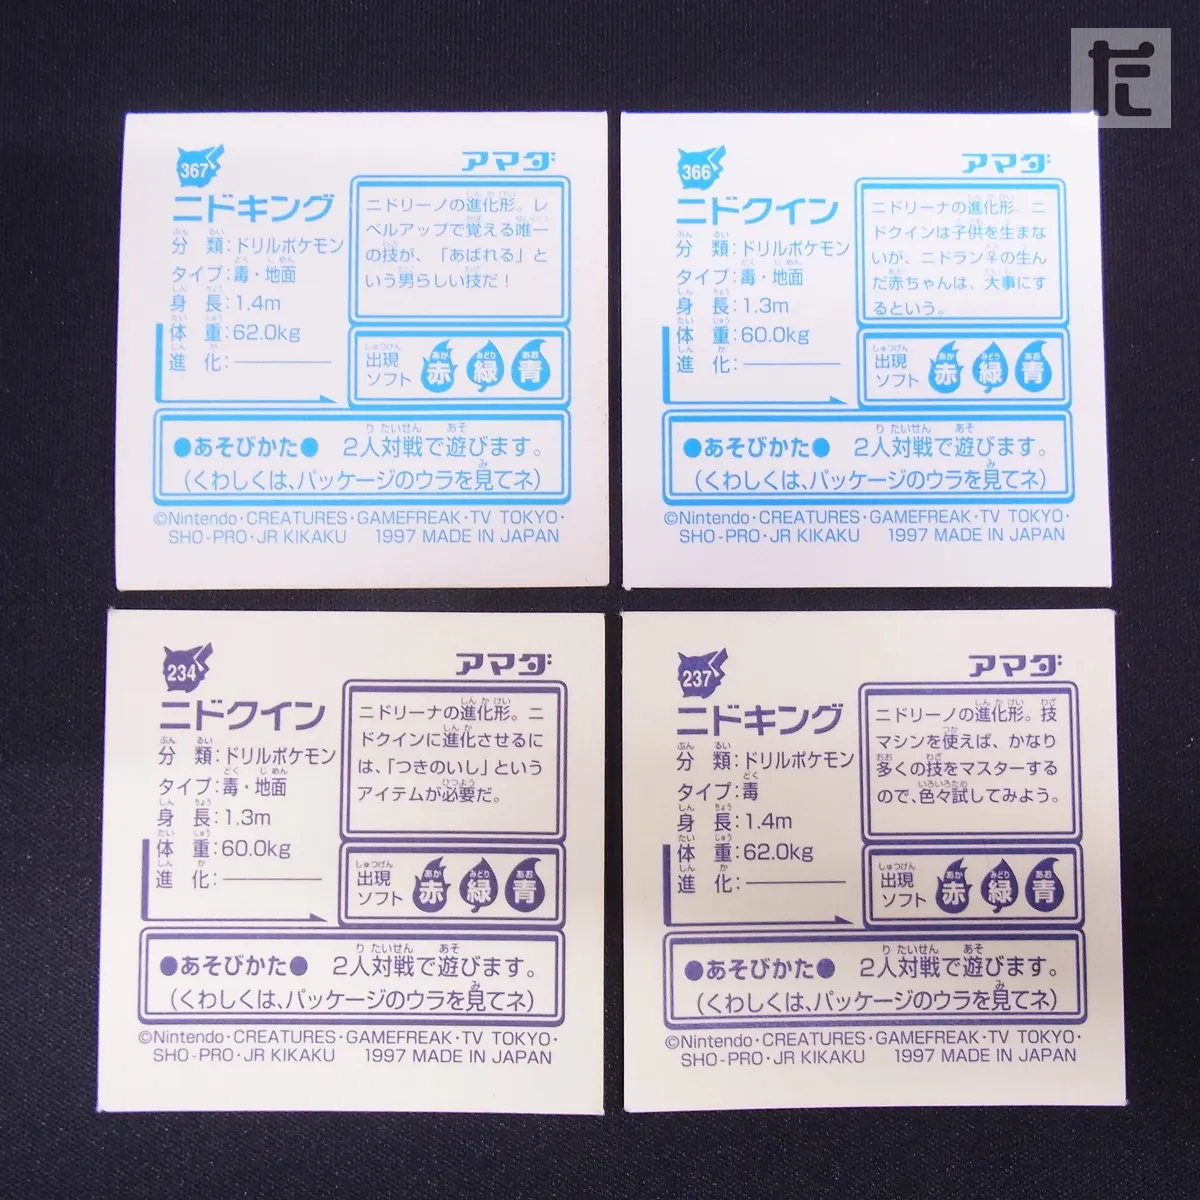 た
367
アマダ
ニドキング
分類:ドリルポケモン
タイプ:毒・地面
身長:1.4m
体重:62.0kg
進化:
ニドリーノの進化形。レ
ベルアップで覚える唯一
の技が、「あばれる」と
いう男らしい技だ!
出現
ソフト
赤 緑 青
●あそびかた● 2人対戦で遊びます。
(くわしくは、パッケージのウラを見てネ)
©Nintendo・CREATURES・GAMEFREAK・TV TOKYO・
SHO-PRO・JR KIKAKU 1997 MADE IN JAPAN
366
アマダ
ニドクイン
分類:ドリルポケモン
タイプ:毒・地面
身長:1.3m
体重:60.0kg
進化:
ニドリーナの進化形。ニ
ドクインは子供を生まな
いが、ニドラン♀の生ん
だ赤ちゃんは、大事にす
るという。
出現
ソフト
赤 緑 青
●あそびかた● 2人対戦で遊びます。
(くわしくは、パッケージのウラを見てネ)
©Nintendo・CREATURES・GAMEFREAK・TV TOKYO・
SHO-PRO・JR KIKAKU 1997 MADE IN JAPAN
234
アマダ
ニドクイン
分類:ドリルポケモン
タイプ:毒・地面
身長:1.3m
体重:60.0kg
進化:
ニドリーナの進化形。ニ
ドクインに進化させるに
は、「つきのいし」という
アイテムが必要だ。
出現
ソフト
赤 緑 青
●あそびかた● 2人対戦で遊びます。
(くわしくは、パッケージのウラを見てネ)
©Nintendo・CREATURES・GAMEFREAK・TV TOKYO・
SHO-PRO・JR KIKAKU 1997 MADE IN JAPAN
237
アマダ
ニドキング
分類:ドリルポケモン
タイプ:毒
身長:1.4m
体重:62.0kg
進化:
ニドリーノの進化形。技
マシンを使えば、かなり
多くの技をマスターする
ので、色々試してみよう。
出現
ソフト
赤 緑 青
●あそびかた● 2人対戦で遊びます。
(くわしくは、パッケージのウラを見てネ)
©Nintendo・CREATURES・GAMEFREAK・TV TOKYO・
SHO-PRO・JR KIKAKU 1997 MADE IN JAPAN